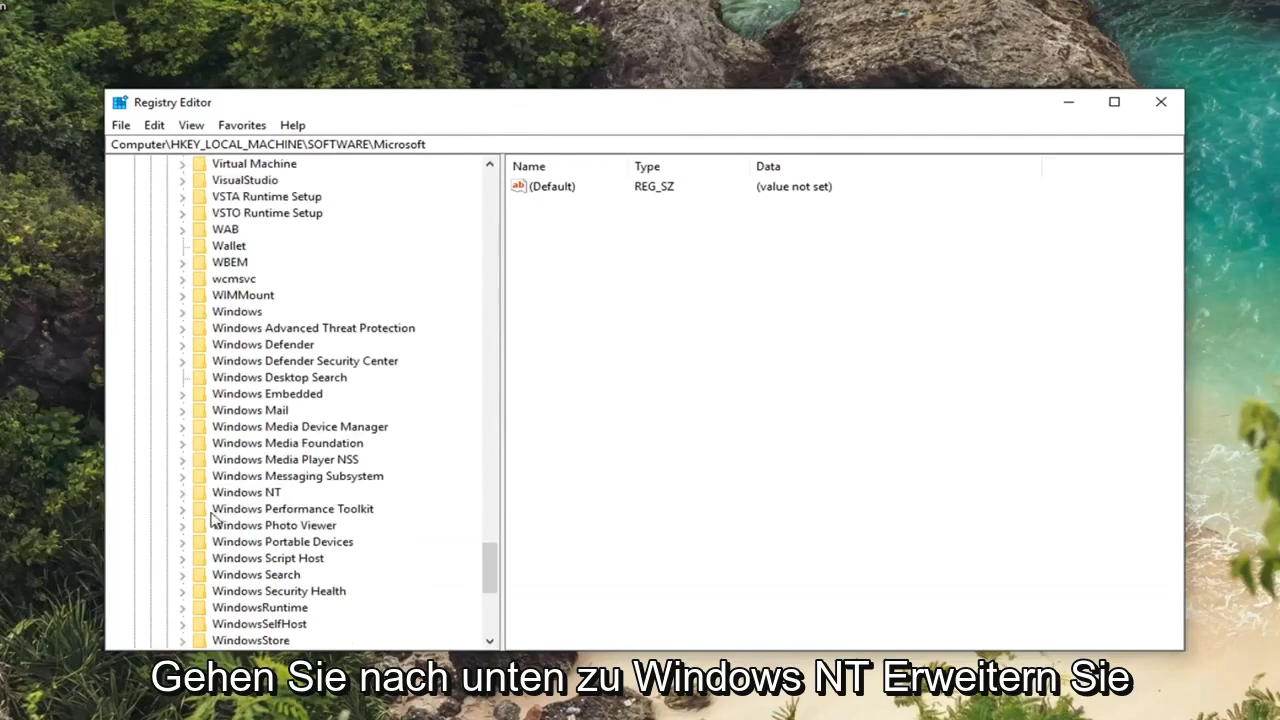 n
Registry Editor
File Edit View Favorites Help
Computer\HKEY_LOCAL_MACHINE\SOFTWARE\Microsoft
Virtual Machine
VisualStudio
VSTA Runtime Setup
VSTO Runtime Setup
WAB
Wallet
WBEM
wcmsvc
WIMMount
Windows
Windows Advanced Threat Protection
Windows Defender
Windows Defender Security Center
Windows Desktop Search
Windows Embedded
Windows Mail
Windows Media Device Manager
Windows Media Foundation
Windows Media Player NSS
Windows Messaging Subsystem
Windows NT
Windows Performance Toolkit
Windows Photo Viewer
Windows Portable Devices
Windows Script Host
Windows Search
Windows Security Health
WindowsRuntime
WindowsSelfHost
WindowsStore
Name Type Data
ab (Default) REG_SZ (value not set)
Gehen Sie nach unten zu Windows NT Erweitern Sie